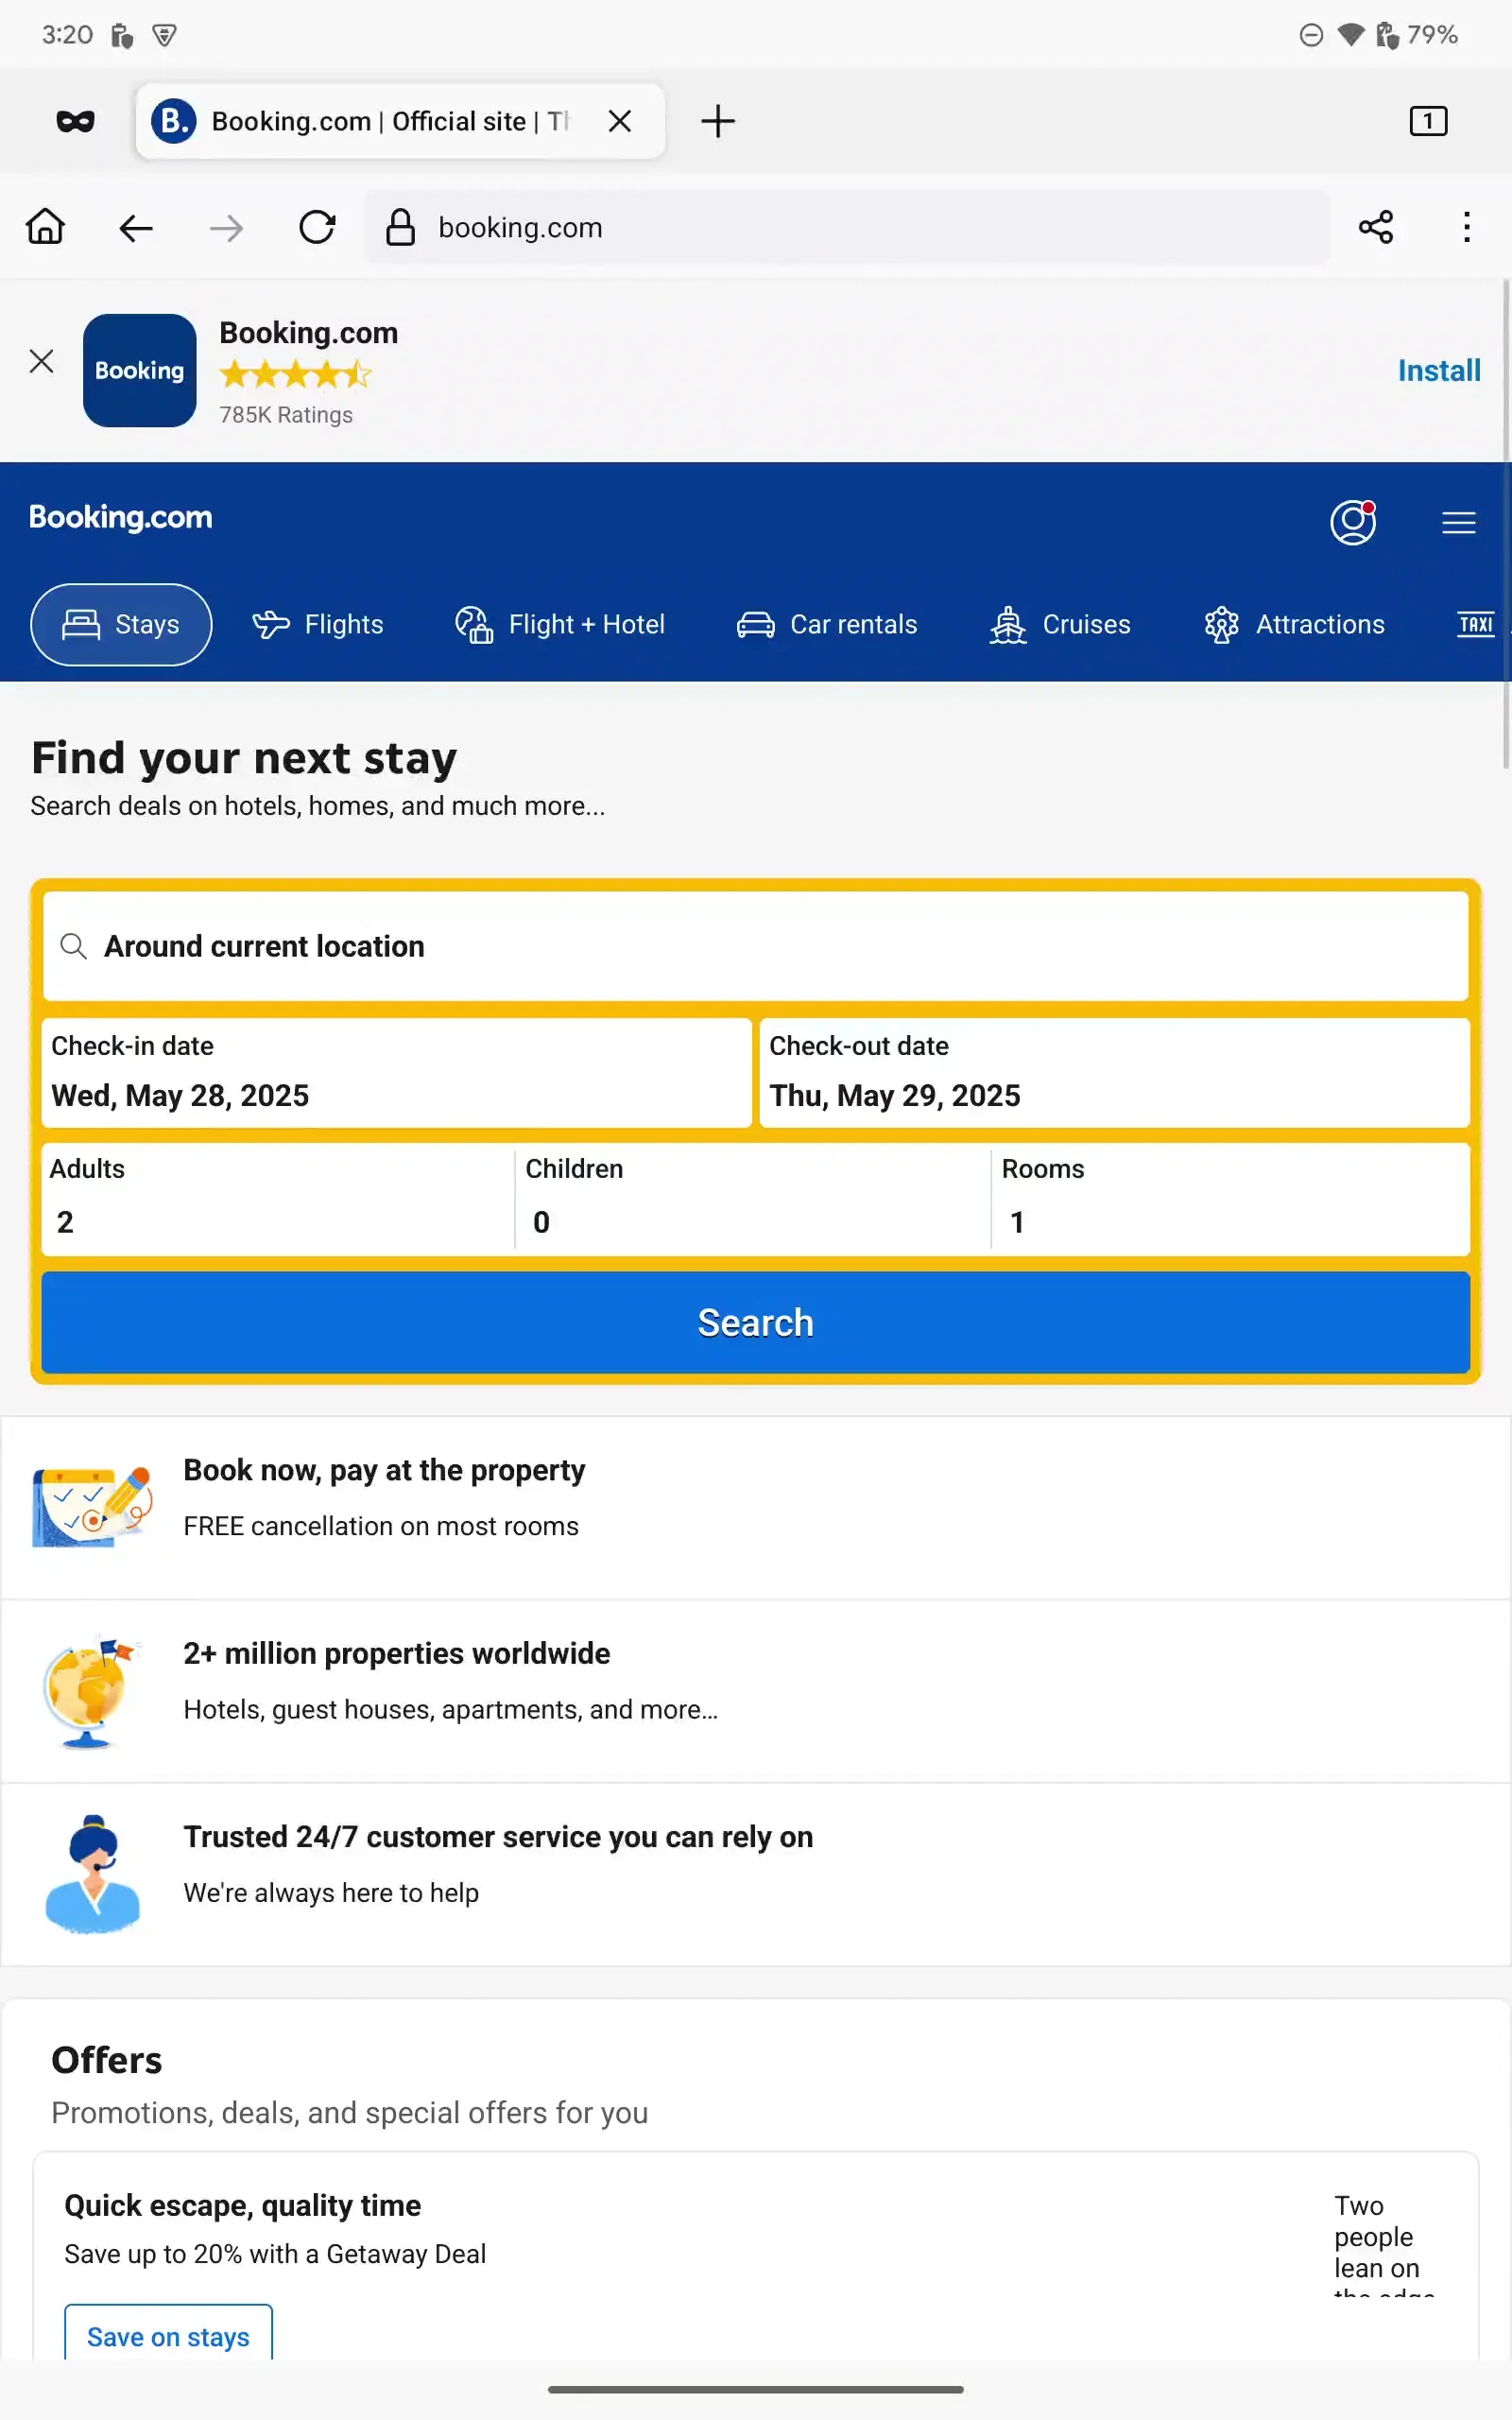 3:20
79%
B. Booking.com | Official site | Th
1
booking.com
Booking
Booking.com
785K Ratings
Install
Booking.com
Stays
Flights
Flight + Hotel
Car rentals
Cruises
Attractions
TAXI
Find your next stay
Search deals on hotels, homes, and much more...
Around current location
Check-in date
Wed, May 28, 2025
Check-out date
Thu, May 29, 2025
Adults
2
Children
0
Rooms
1
Search
Book now, pay at the property
FREE cancellation on most rooms
2+ million properties worldwide
Hotels, guest houses, apartments, and more…
Trusted 24/7 customer service you can rely on
We're always here to help
Offers
Promotions, deals, and special offers for you
Quick escape, quality time
Save up to 20% with a Getaway Deal
Save on stays
Two
people
lean on
the edge